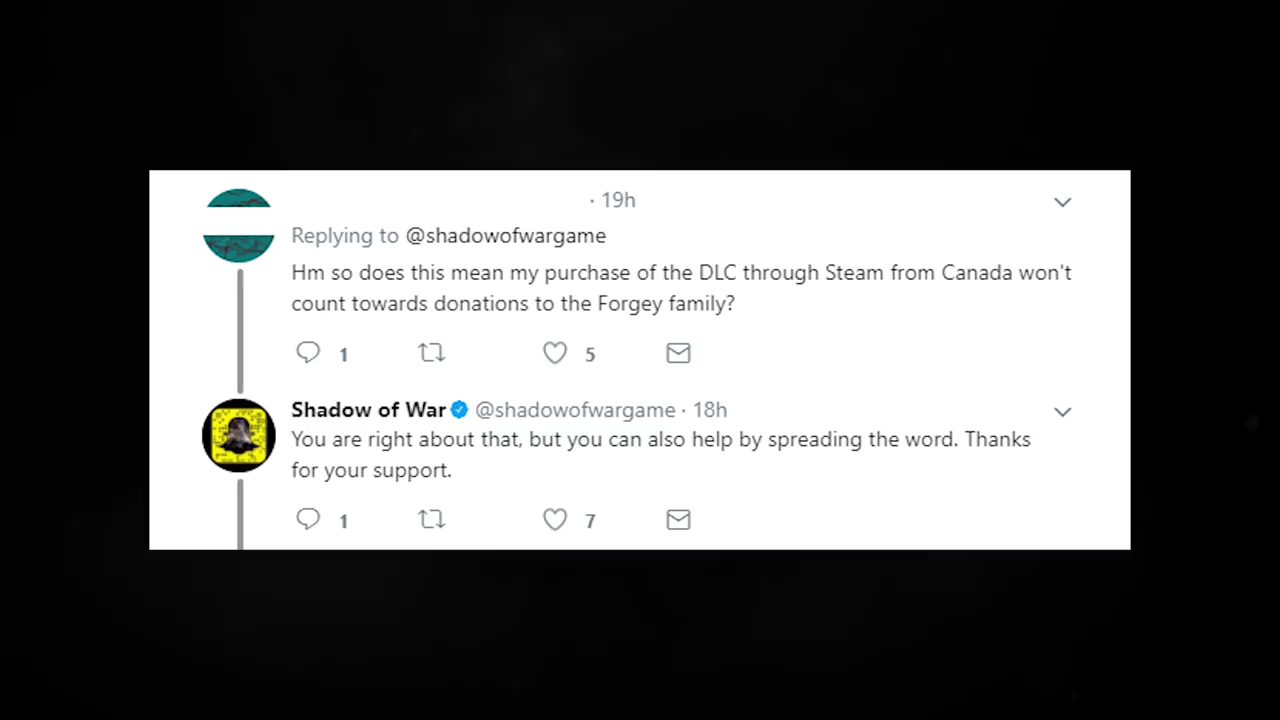 · 19h
Replying to @shadowofwargame
Hm so does this mean my purchase of the DLC through Steam from Canada won't
count towards donations to the Forgey family?
1 5
Shadow of War @shadowofwargame · 18h
You are right about that, but you can also help by spreading the word. Thanks
for your support.
1 7